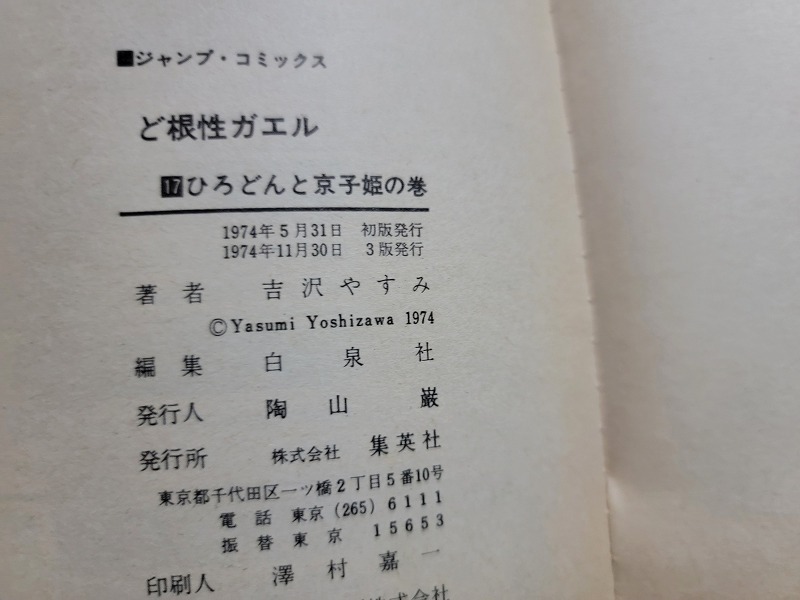 ■ジャンプ・コミックス
ど根性ガエル
17ひろどんと京子姫の巻
1974年5月31日 初版発行
1974年11月30日 3版発行
著者 吉沢やすみ
©Yasumi Yoshizawa 1974
編集 白泉社
発行人 陶山巌
発行所 株式会社 集英社
東京都千代田区一ツ橋2丁目5番10号
電話 東京(265)6111
振替東京 15653
印刷人 澤村嘉一
株式会社